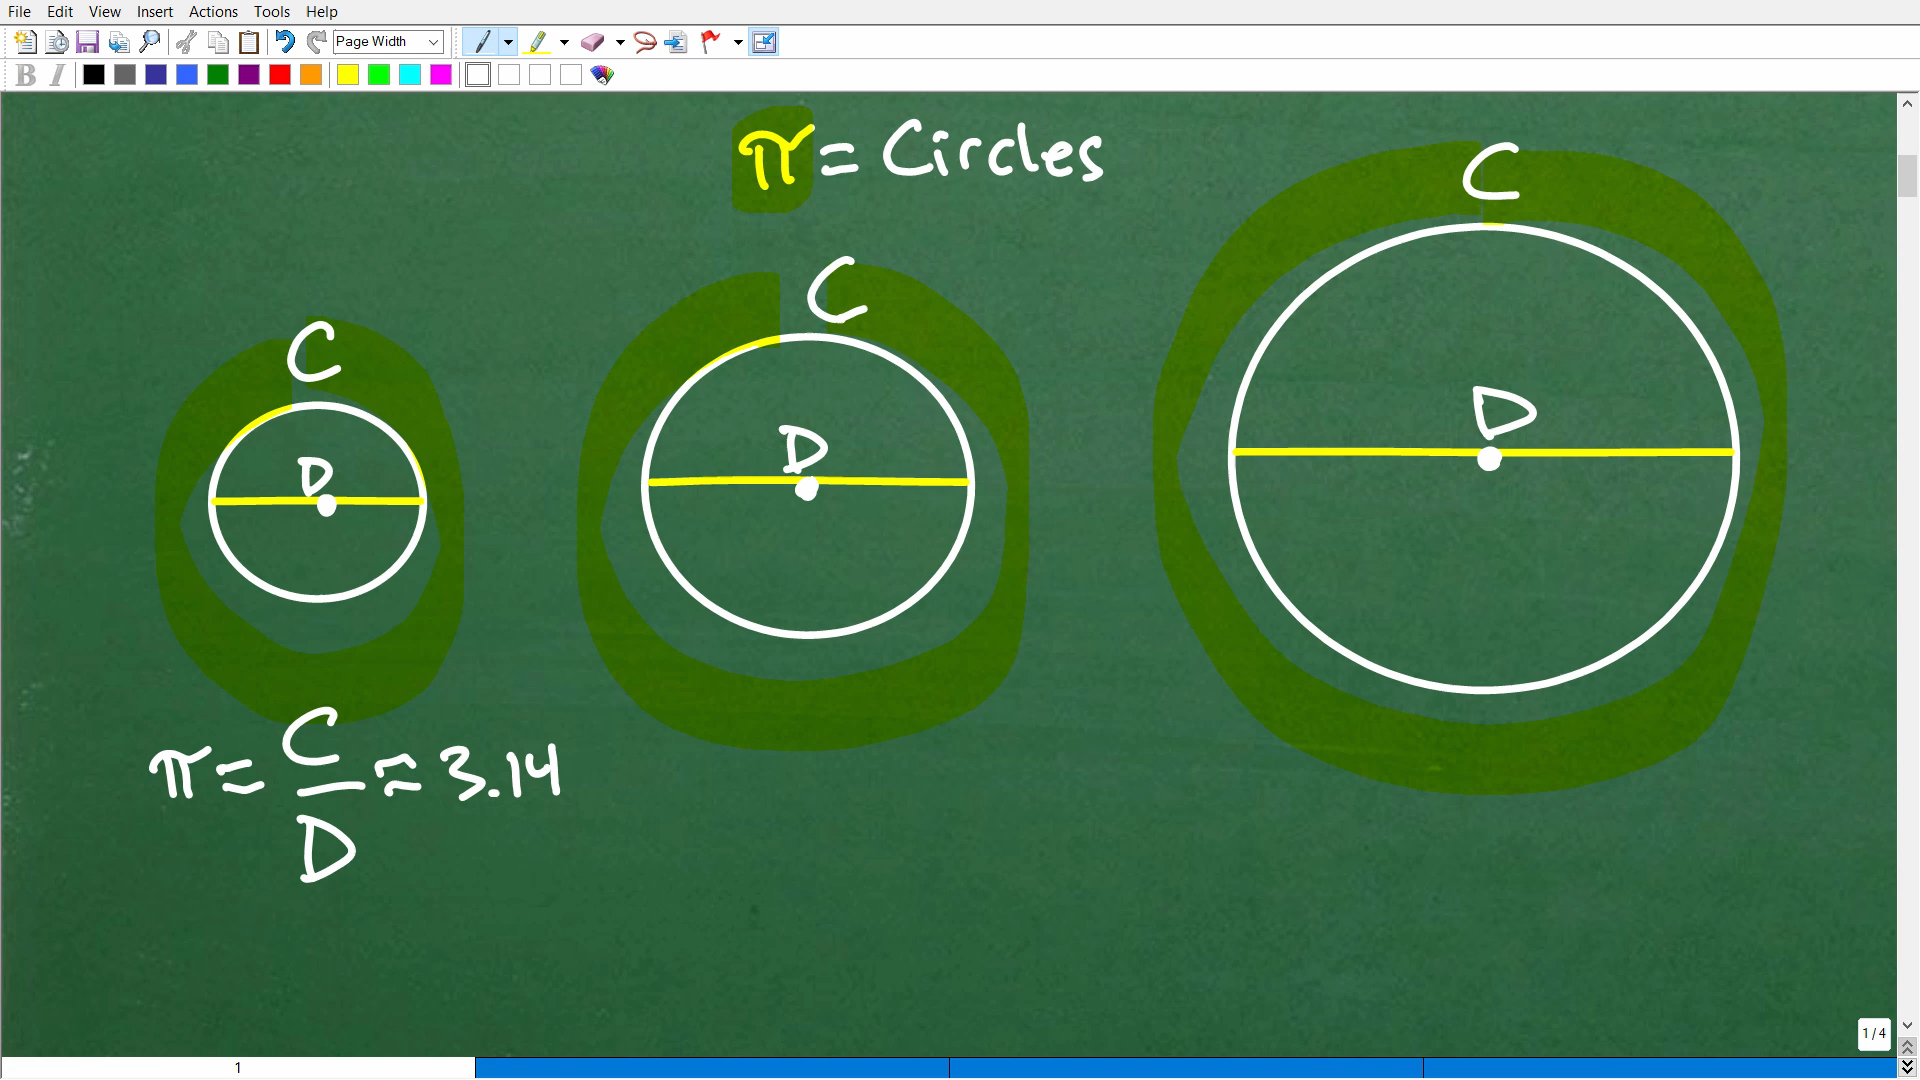 File Edit View Insert Actions Tools Help
Page Width
B I
π = Circles
C
C
C
D
D
D
π = C/D ≈ 3.14
1 / 4
1